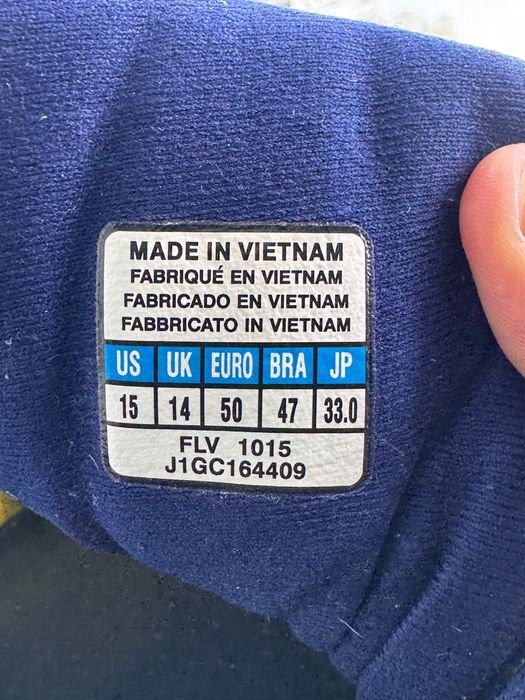 MADE IN VIETNAM
FABRIQUÉ EN VIETNAM
FABRICADO EN VIETNAM
FABBRICATO IN VIETNAM
US UK EURO BRA JP
15 14 50 47 33.0
FLV 1015
J1GC164409